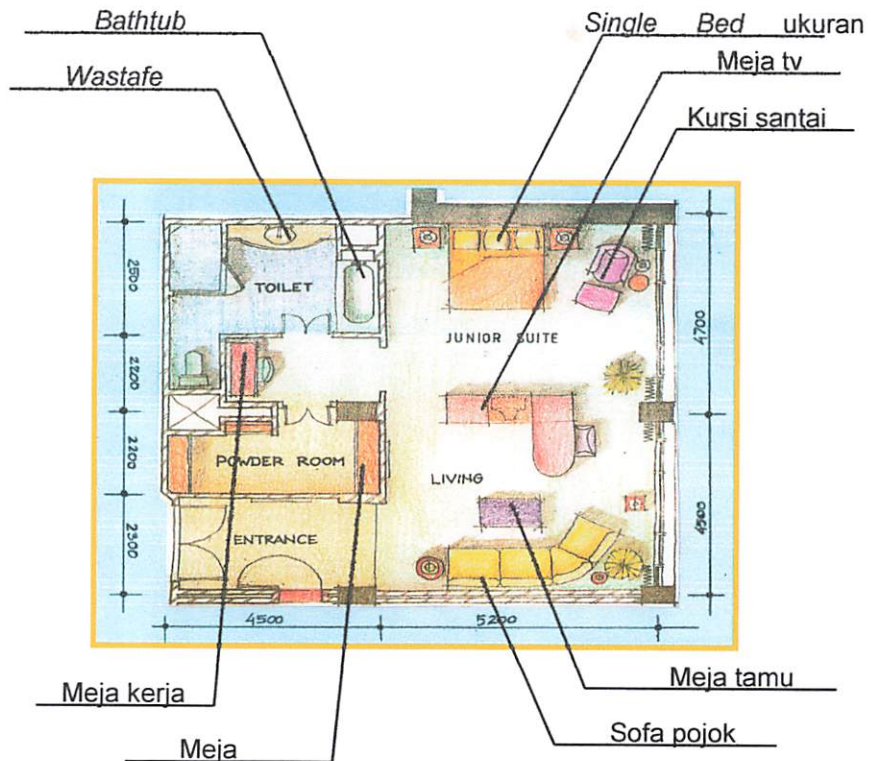 Bathtub
Single Bed ukuran
Wastafe
Meja tv
Kursi santai
2500
TOILET
4700
JUNIOR SUITE
2200
2200
POWDER ROOM
LIVING
ENTRANCE
2300
4500
4500
5200
Meja kerja
Meja tamu
Sofa pojok
Meja